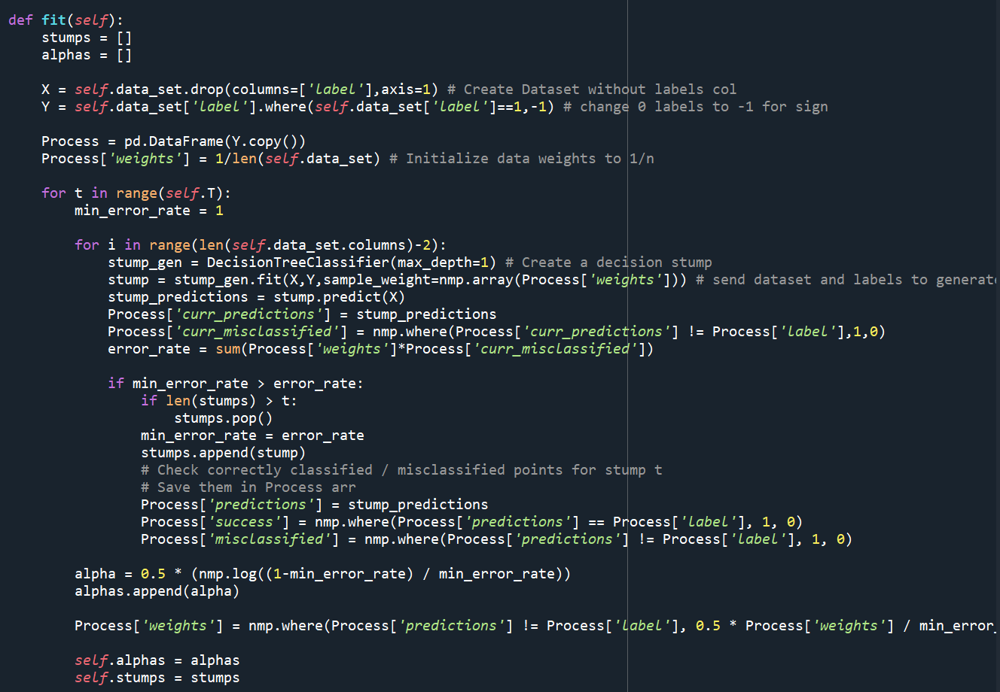 def fit(self):
    stumps = []
    alphas = []

    X = self.data_set.drop(columns=['label'],axis=1) # Create Dataset without labels col
    Y = self.data_set['label'].where(self.data_set['label']==1,-1) # change 0 labels to -1 for sign

    Process = pd.DataFrame(Y.copy())
    Process['weights'] = 1/len(self.data_set) # Initialize data weights to 1/n

    for t in range(self.T):
        min_error_rate = 1

        for i in range(len(self.data_set.columns)-2):
            stump_gen = DecisionTreeClassifier(max_depth=1) # Create a decision stump
            stump = stump_gen.fit(X,Y,sample_weight=nmp.array(Process['weights'])) # send dataset and labels to generate
            stump_predictions = stump.predict(X)
            Process['curr_predictions'] = stump_predictions
            Process['curr_misclassified'] = nmp.where(Process['curr_predictions'] != Process['label'],1,0)
            error_rate = sum(Process['weights']*Process['curr_misclassified'])

            if min_error_rate > error_rate:
                if len(stumps) > t:
                    stumps.pop()
                min_error_rate = error_rate
                stumps.append(stump)
                # Check correctly classified / misclassified points for stump t
                # Save them in Process arr
                Process['predictions'] = stump_predictions
                Process['success'] = nmp.where(Process['predictions'] == Process['label'], 1, 0)
                Process['misclassified'] = nmp.where(Process['predictions'] != Process['label'], 1, 0)

        alpha = 0.5 * (nmp.log((1-min_error_rate) / min_error_rate))
        alphas.append(alpha)

        Process['weights'] = nmp.where(Process['predictions'] != Process['label'], 0.5 * Process['weights'] / min_error_

        self.alphas = alphas
        self.stumps = stumps